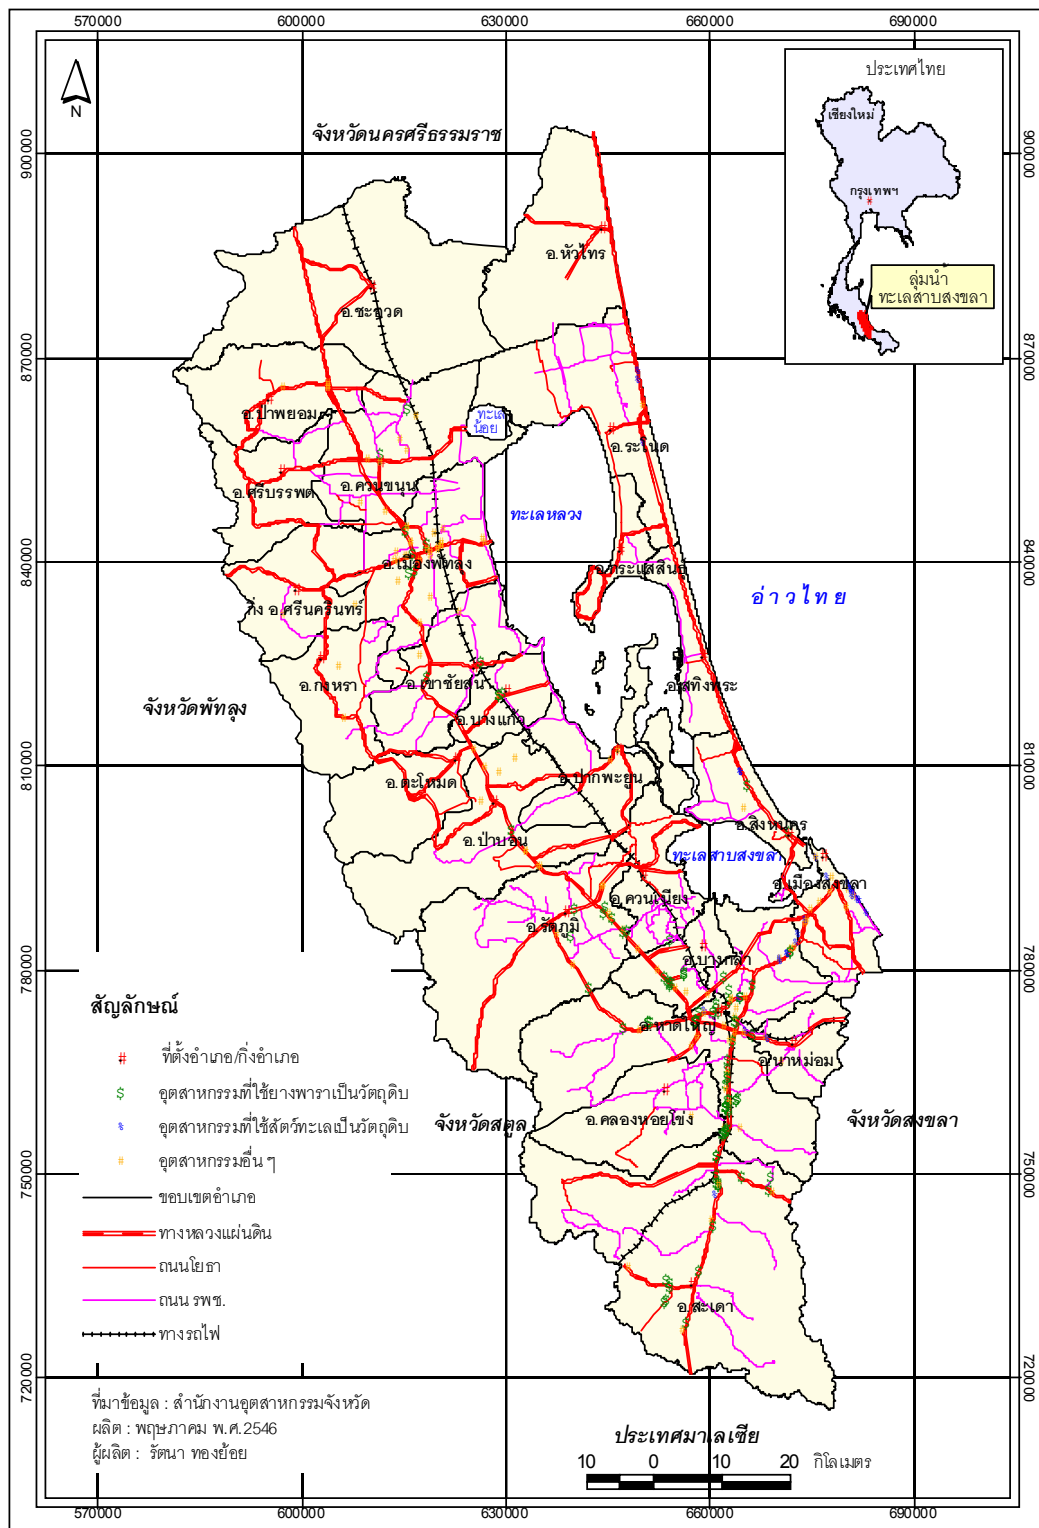 570000 600000 630000 660000 690000
ประเทศไทย
เชียงใหม่
กรุงเทพฯ
ลุ่มน้ำ
ทะเลสาบสงขลา
N
จังหวัดนครศรีธรรมราช
900000 900000
อ.หัวไทร
อ.ชะอวด
870000 870000
อ.ป่าพยอม
ทะเล
น้อย
อ.ระโนด
อ.ศรีบรรพต
อ.ควนขนุน
ทะเลหลวง
อ.เมืองพัทลุง
อ.กระแสสินธุ์
840000 840000
อ่าวไทย
กิ่ง อ.ศรีนครินทร์
อ.กงหรา
อ.เขาชัยสน
อ.สทิงพระ
จังหวัดพัทลุง
อ.บางแก้ว
810000 810000
อ.ตะโหมด
อ.ปากพะยูน
อ.ป่าบอน
อ.สิงหนคร
ทะเลสาบสงขลา
อ.เมืองสงขลา
อ.ควนเนียง
อ.รัตภูมิ
อ.บางกล่ำ
780000 780000
อ.หาดใหญ่
อ.นาหม่อม
อ.คลองหอยโข่ง
จังหวัดสตูล
จังหวัดสงขลา
750000 750000
อ.สะเดา
720000 720000
สัญลักษณ์
# ที่ตั้งอำเภอ/กิ่งอำเภอ
$ อุตสาหกรรมที่ใช้ยางพาราเป็นวัตถุดิบ
อุตสาหกรรมที่ใช้สัตว์ทะเลเป็นวัตถุดิบ
# อุตสาหกรรมอื่น ๆ
ขอบเขตอำเภอ
ทางหลวงแผ่นดิน
ถนนโยธา
ถนน รพช.
ทางรถไฟ
ที่มาข้อมูล : สำนักงานอุตสาหกรรมจังหวัด
ผลิต : พฤษภาคม พ.ศ.2546
ผู้ผลิต : รัตนา ทองย้อย
ประเทศมาเลเซีย
10 0 10 20 กิโลเมตร
570000 600000 630000 660000 690000